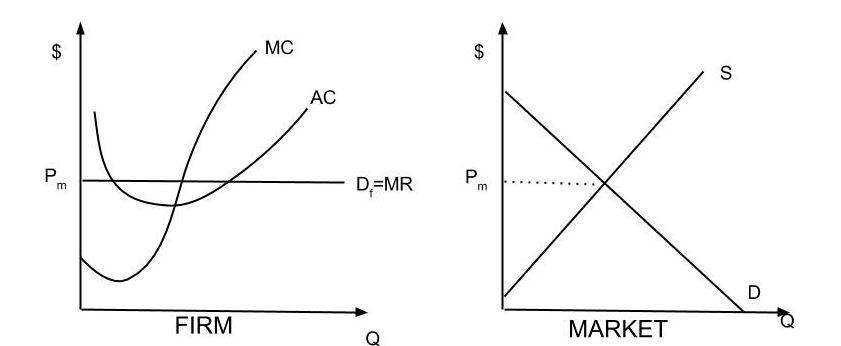 $
MC
AC
Pm
Df=MR
FIRM
Q
$
S
Pm
D
Q
MARKET